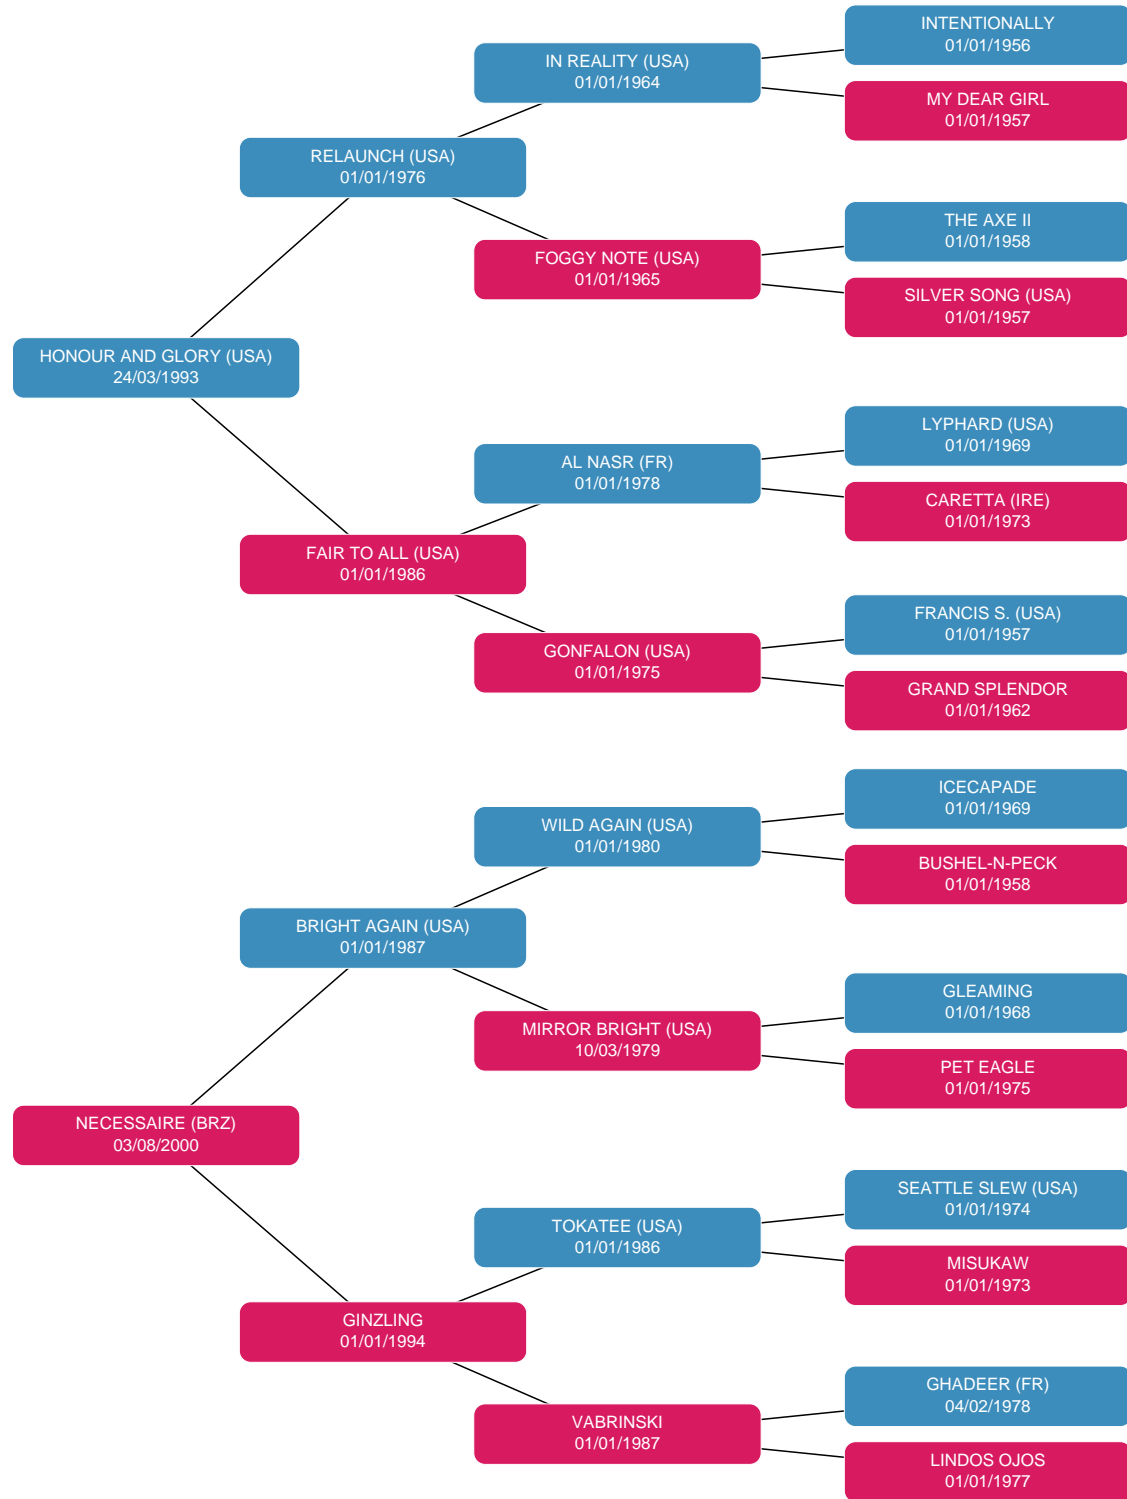 INTENTIONALLY
01/01/1956
IN REALITY (USA)
01/01/1964
MY DEAR GIRL
01/01/1957
RELAUNCH (USA)
01/01/1976
THE AXE II
01/01/1958
FOGGY NOTE (USA)
01/01/1965
SILVER SONG (USA)
01/01/1957
HONOUR AND GLORY (USA)
24/03/1993
LYPHARD (USA)
01/01/1969
AL NASR (FR)
01/01/1978
CARETTA (IRE)
01/01/1973
FAIR TO ALL (USA)
01/01/1986
FRANCIS S. (USA)
01/01/1957
GONFALON (USA)
01/01/1975
GRAND SPLENDOR
01/01/1962
ICECAPADE
01/01/1969
WILD AGAIN (USA)
01/01/1980
BUSHEL-N-PECK
01/01/1958
BRIGHT AGAIN (USA)
01/01/1987
GLEAMING
01/01/1968
MIRROR BRIGHT (USA)
10/03/1979
PET EAGLE
01/01/1975
NECESSAIRE (BRZ)
03/08/2000
SEATTLE SLEW (USA)
01/01/1974
TOKATEE (USA)
01/01/1986
MISUKAW
01/01/1973
GINZLING
01/01/1994
GHADEER (FR)
04/02/1978
VABRINSKI
01/01/1987
LINDOS OJOS
01/01/1977